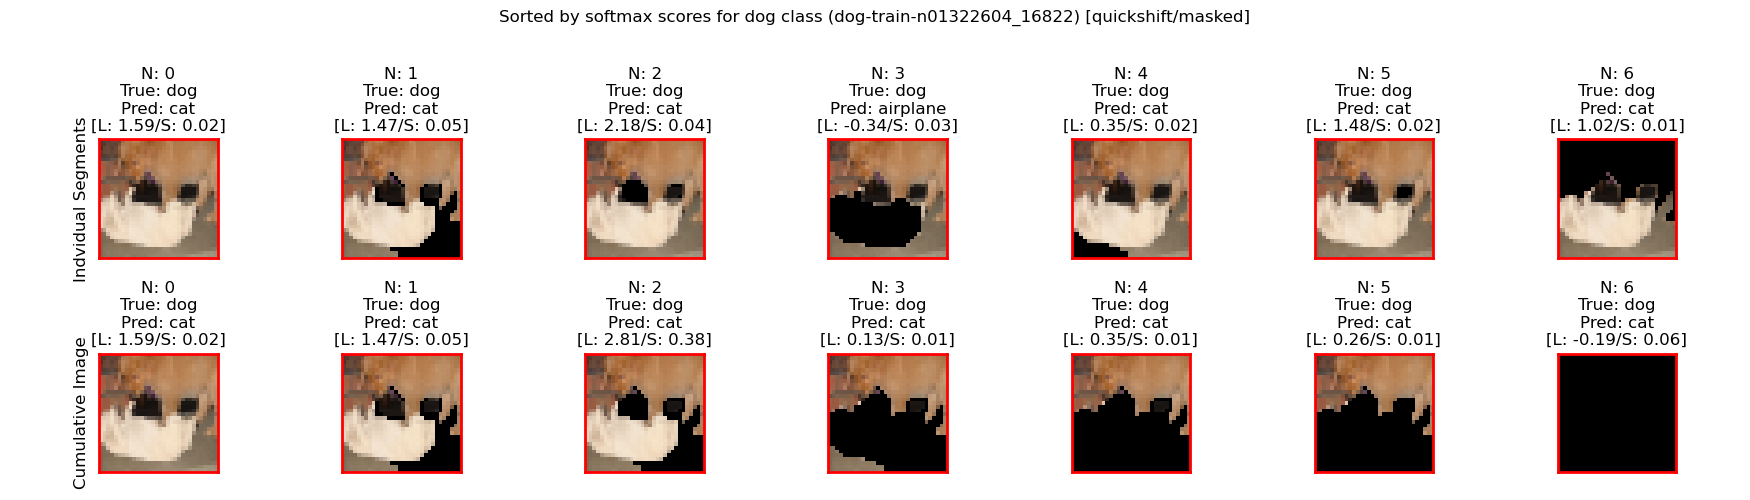 Sorted by softmax scores for dog class (dog-train-n01322604_16822) [quickshift/masked]
Indvidual Segments
N: 0
True: dog
Pred: cat
[L: 1.59/S: 0.02]
N: 1
True: dog
Pred: cat
[L: 1.47/S: 0.05]
N: 2
True: dog
Pred: cat
[L: 2.18/S: 0.04]
N: 3
True: dog
Pred: airplane
[L: -0.34/S: 0.03]
N: 4
True: dog
Pred: cat
[L: 0.35/S: 0.02]
N: 5
True: dog
Pred: cat
[L: 1.48/S: 0.02]
N: 6
True: dog
Pred: cat
[L: 1.02/S: 0.01]
Cumulative Image
N: 0
True: dog
Pred: cat
[L: 1.59/S: 0.02]
N: 1
True: dog
Pred: cat
[L: 1.47/S: 0.05]
N: 2
True: dog
Pred: cat
[L: 2.81/S: 0.38]
N: 3
True: dog
Pred: cat
[L: 0.13/S: 0.01]
N: 4
True: dog
Pred: cat
[L: 0.35/S: 0.01]
N: 5
True: dog
Pred: cat
[L: 0.26/S: 0.01]
N: 6
True: dog
Pred: cat
[L: -0.19/S: 0.06]